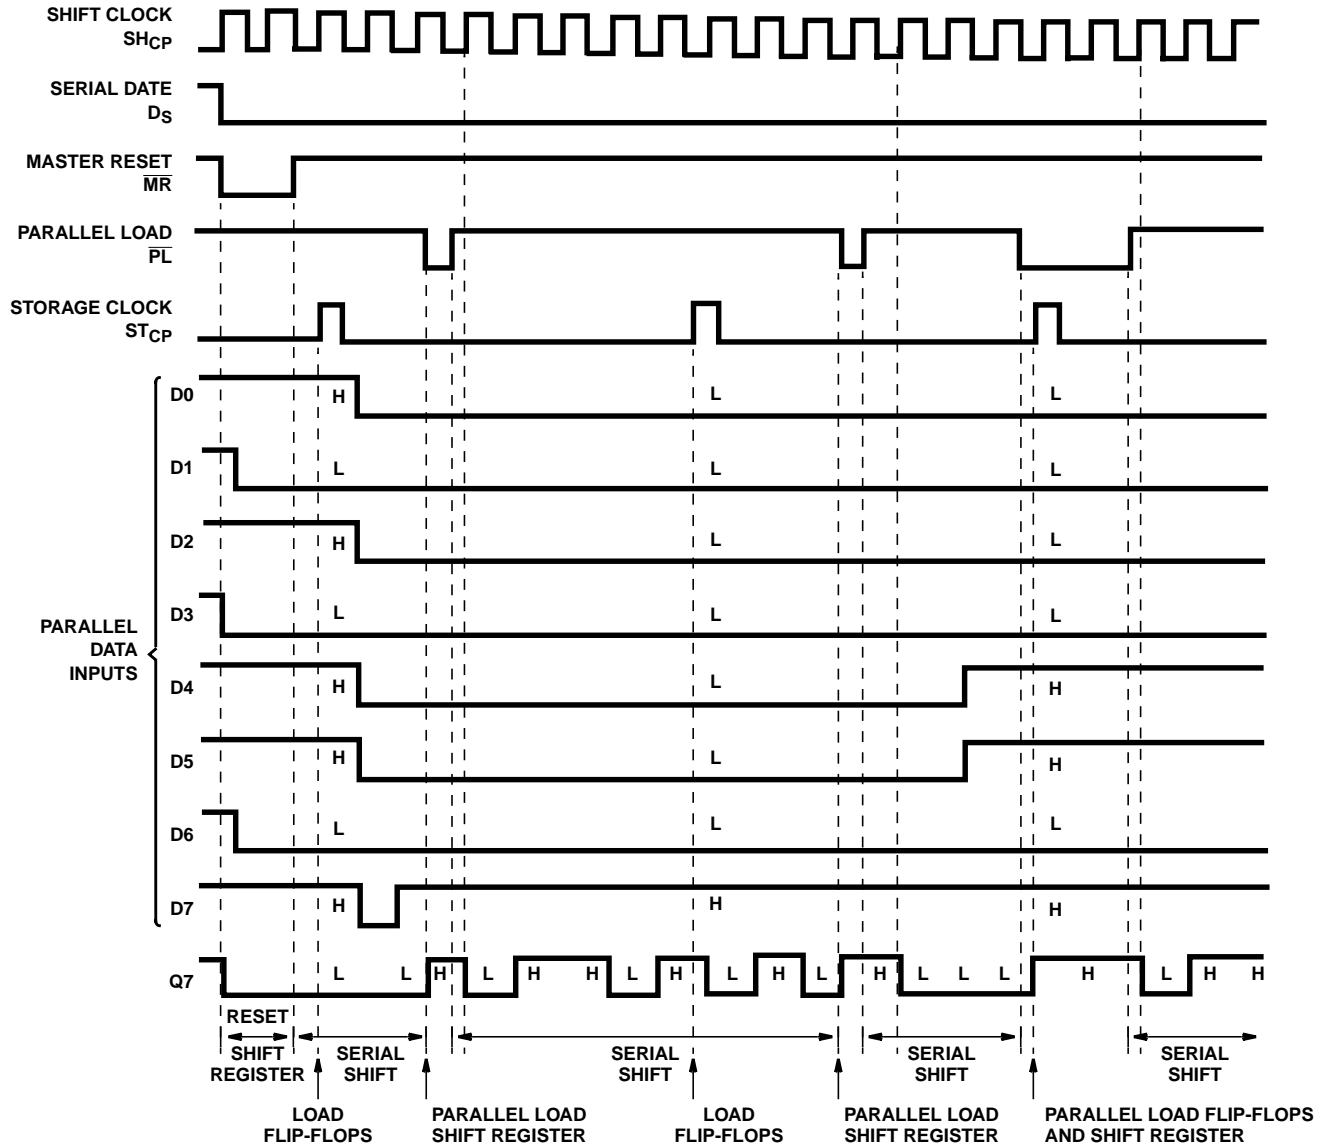 SHIFT CLOCK
SHCP
SERIAL DATE
DS
MASTER RESET
MR
PARALLEL LOAD
PL
STORAGE CLOCK
STCP
D0 H L L
D1 L L L
D2 H L L
D3 L L L
PARALLEL
DATA
INPUTS
D4 H L H
D5 H L H
D6 L L L
D7 H H H
Q7 L L H L H H L H L H L H L L L H L H H
RESET
SHIFT
REGISTER
SERIAL
SHIFT
SERIAL
SHIFT
SERIAL
SHIFT
SERIAL
SHIFT
LOAD
FLIP-FLOPS
PARALLEL LOAD
SHIFT REGISTER
LOAD
FLIP-FLOPS
PARALLEL LOAD
SHIFT REGISTER
PARALLEL LOAD FLIP-FLOPS
AND SHIFT REGISTER